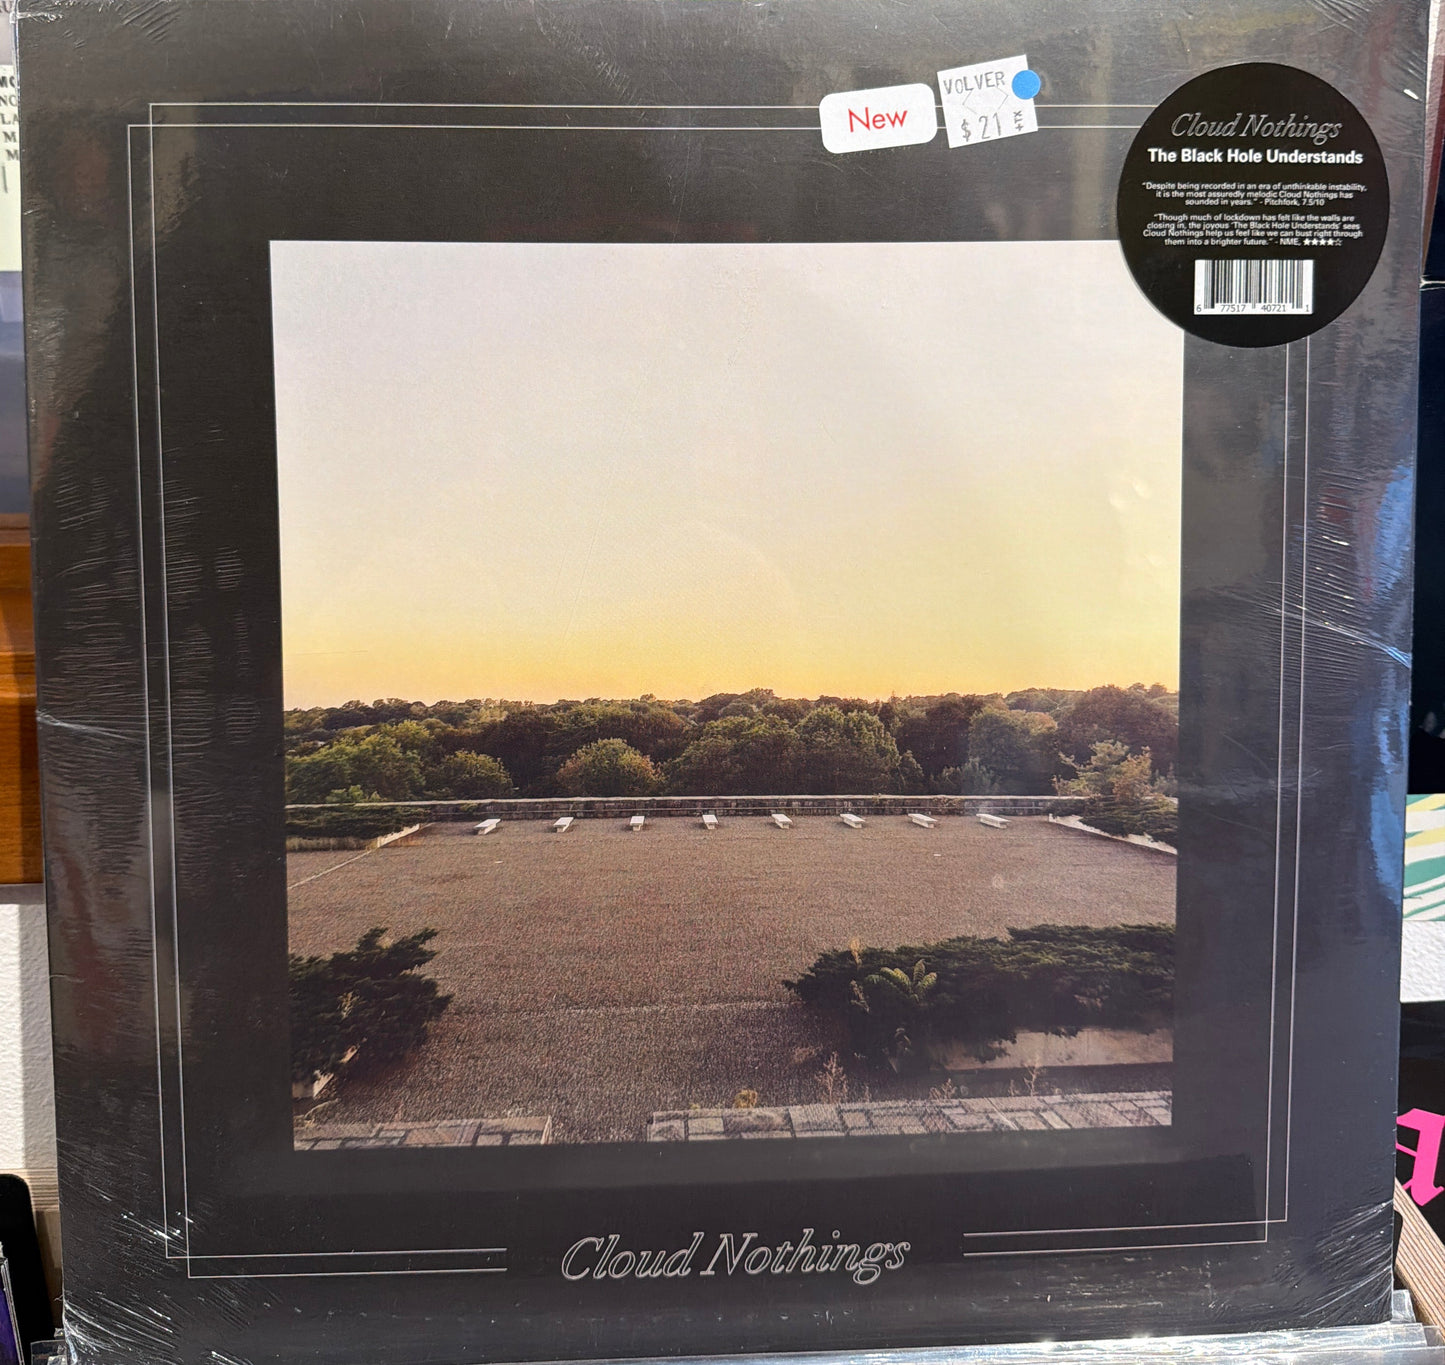 New
VOLVER
$ 21
+TX
Cloud Nothings
The Black Hole Understands
"Despite being recorded in an era of unthinkable instability,
it is the most assuredly melodic Cloud Nothings has
sounded in years." - Pitchfork, 7.5/10
"Though much of lockdown has felt like the walls are
closing in, the joyous 'The Black Hole Understands' sees
Cloud Nothings help us feel like we can bust right through
them into a brighter future." - NME, ★★★★☆
6 77517 40721 1
Cloud Nothings